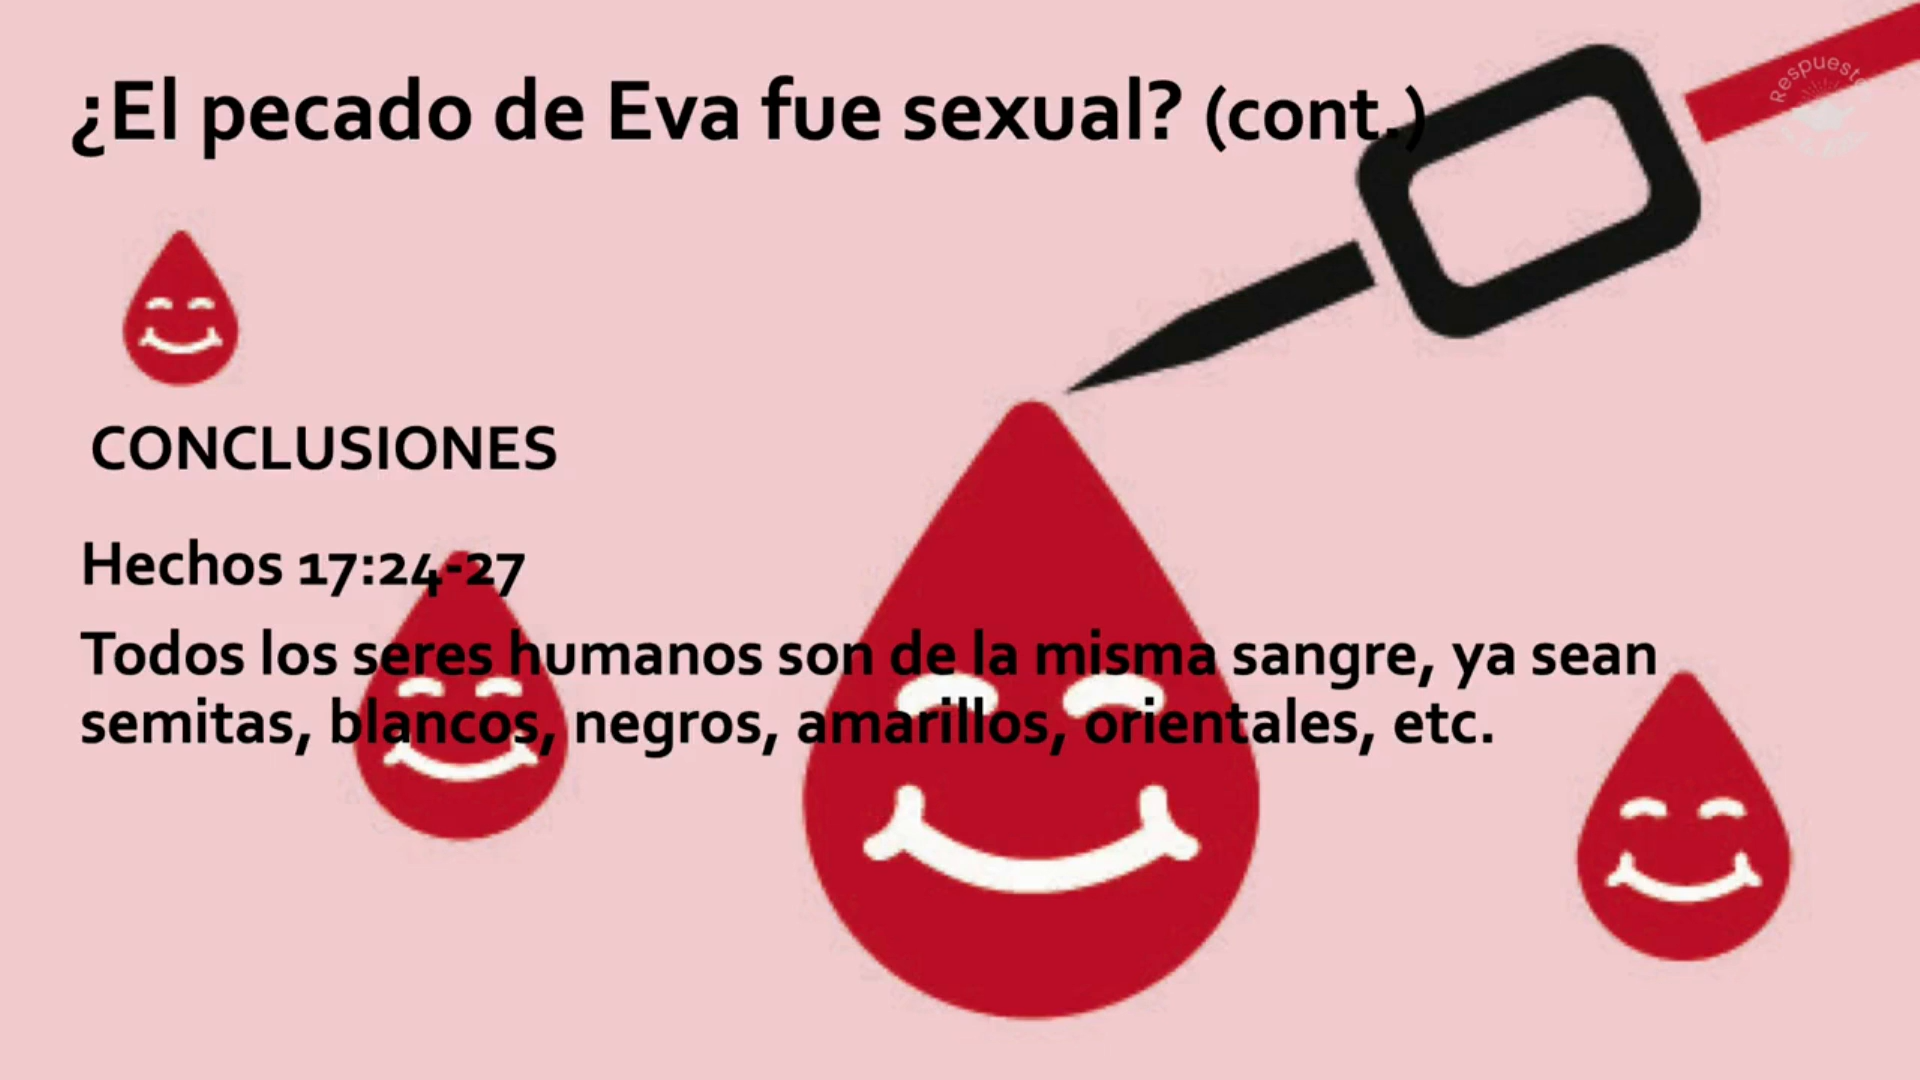 ¿El pecado de Eva fue sexual? (cont.)
CONCLUSIONES
Hechos 17:24-27
Todos los seres humanos son de la misma sangre, ya sean
semitas, blancos, negros, amarillos, orientales, etc.